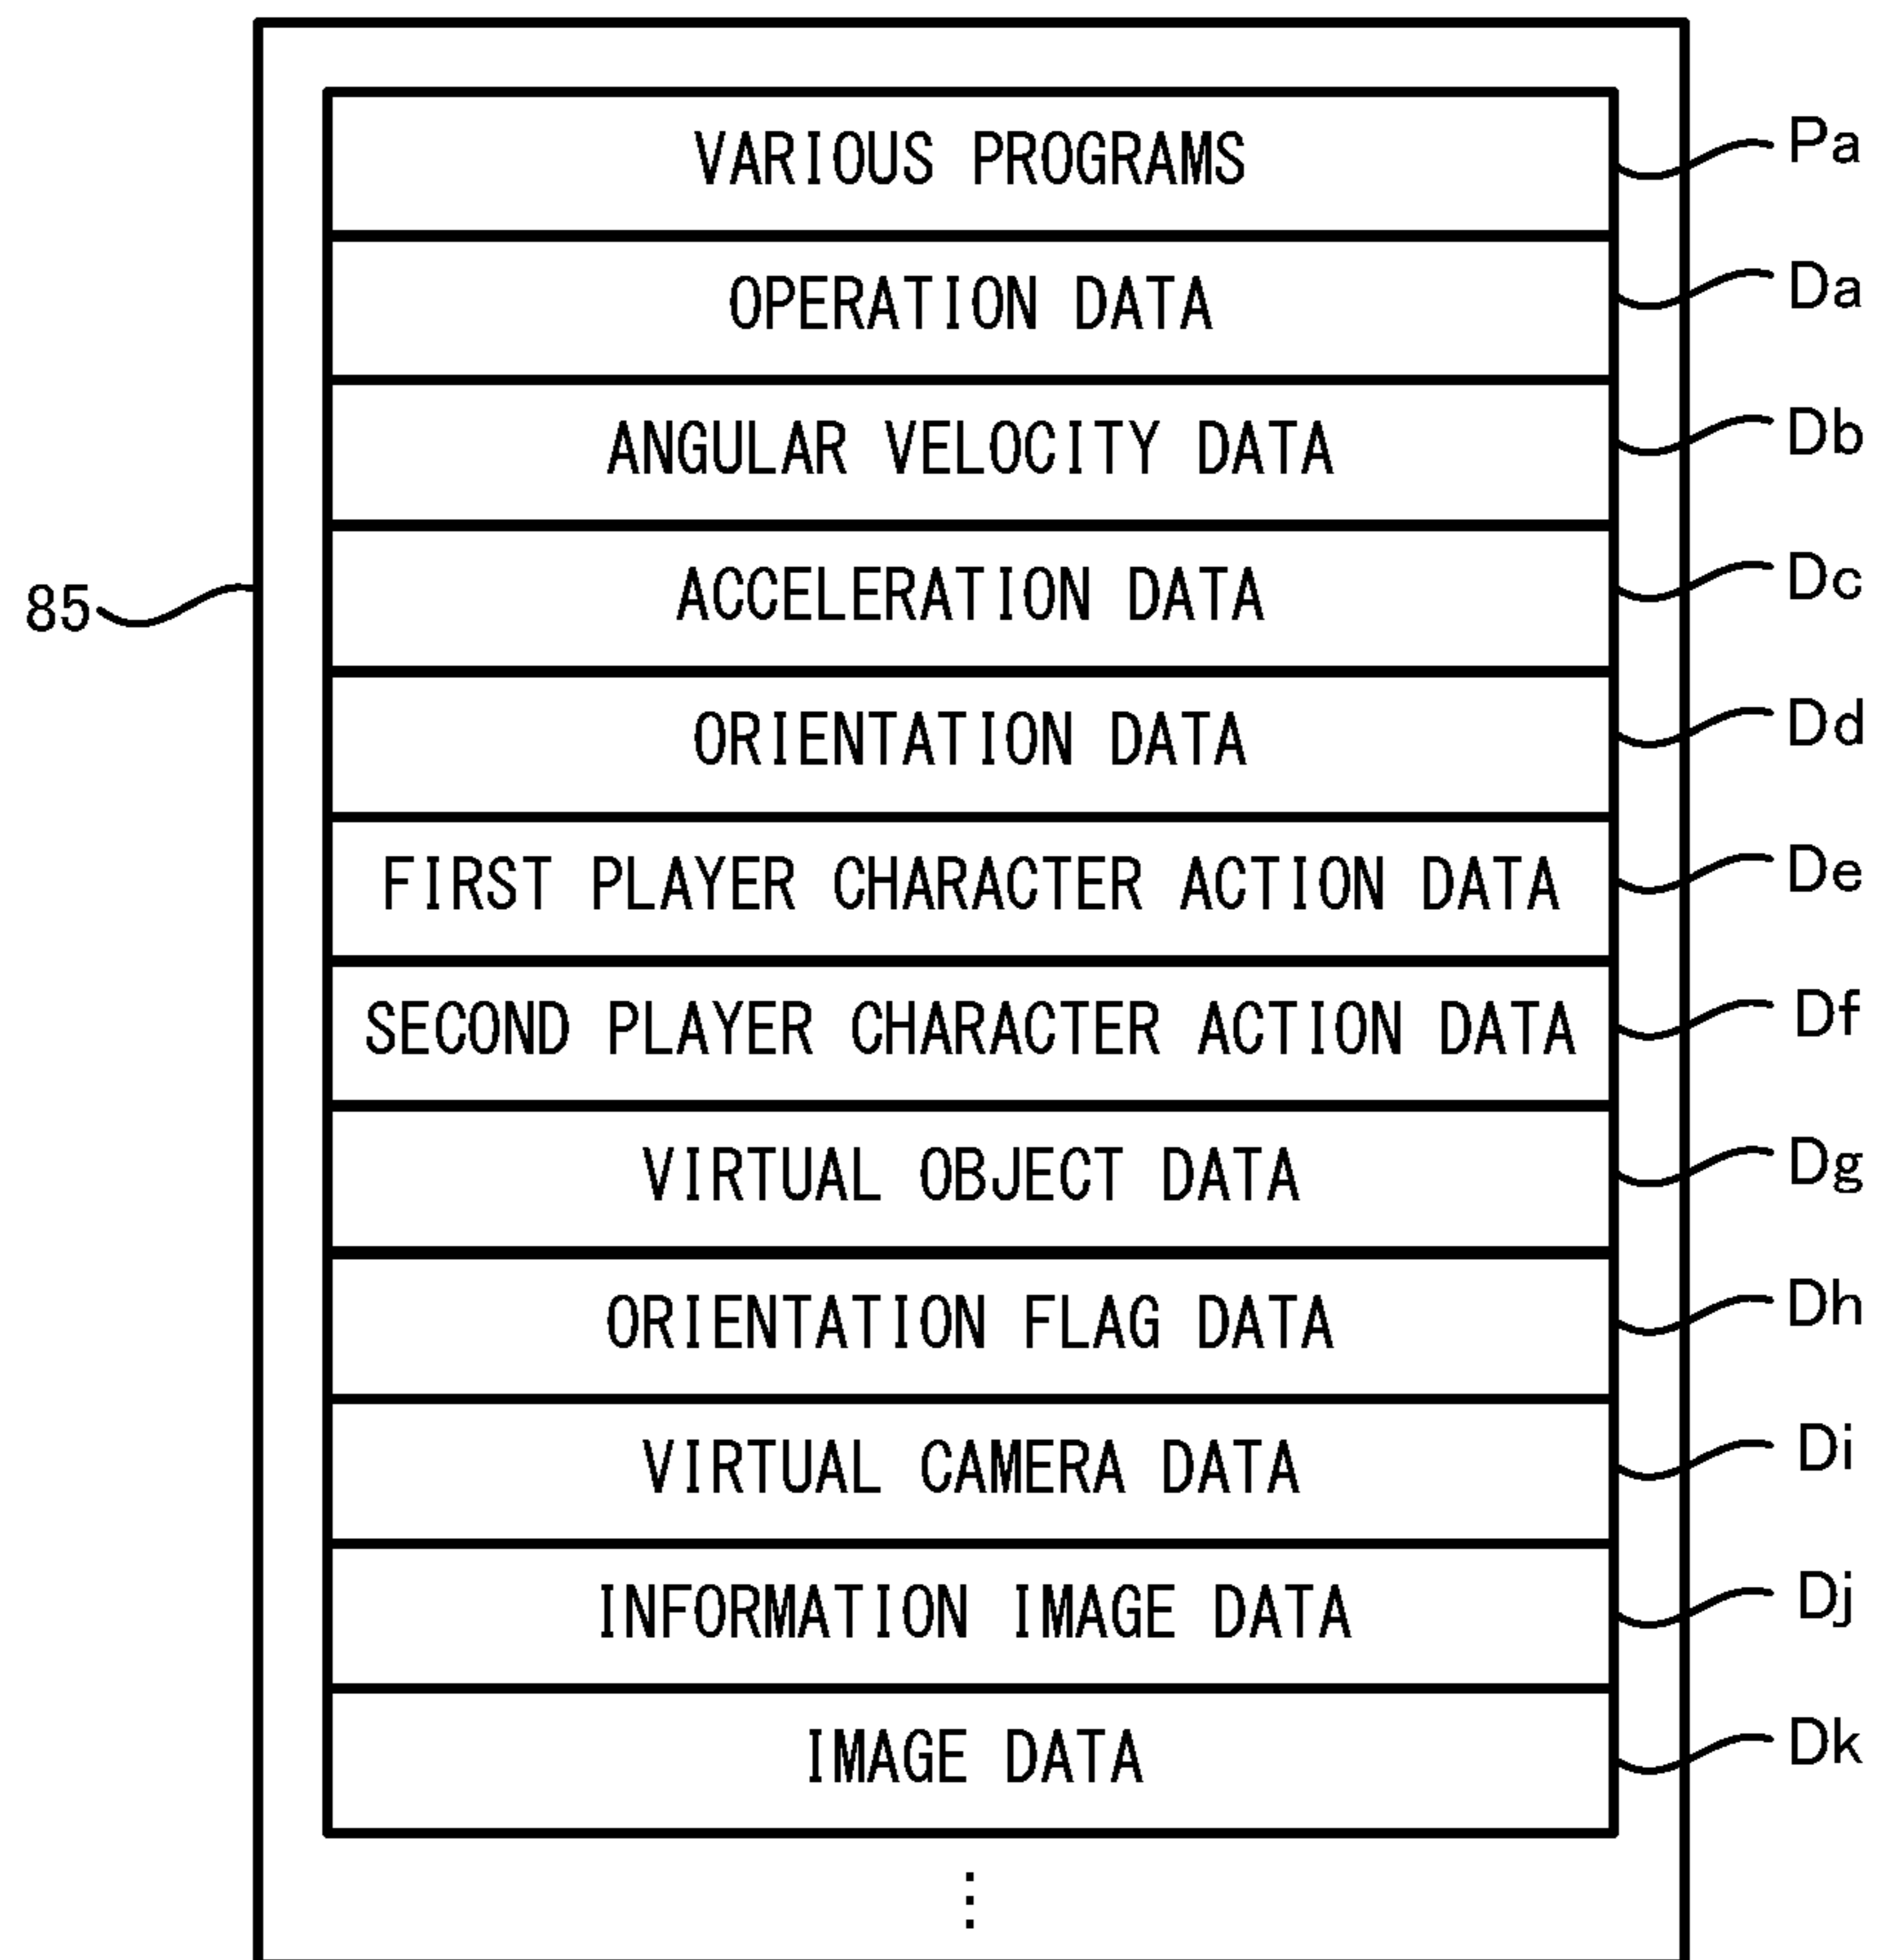 VARIOUS PROGRAMS Pa
OPERATION DATA Da
ANGULAR VELOCITY DATA Db
85
ACCELERATION DATA Dc
ORIENTATION DATA Dd
FIRST PLAYER CHARACTER ACTION DATA De
SECOND PLAYER CHARACTER ACTION DATA Df
VIRTUAL OBJECT DATA Dg
ORIENTATION FLAG DATA Dh
VIRTUAL CAMERA DATA Di
INFORMATION IMAGE DATA Dj
IMAGE DATA Dk
⋮